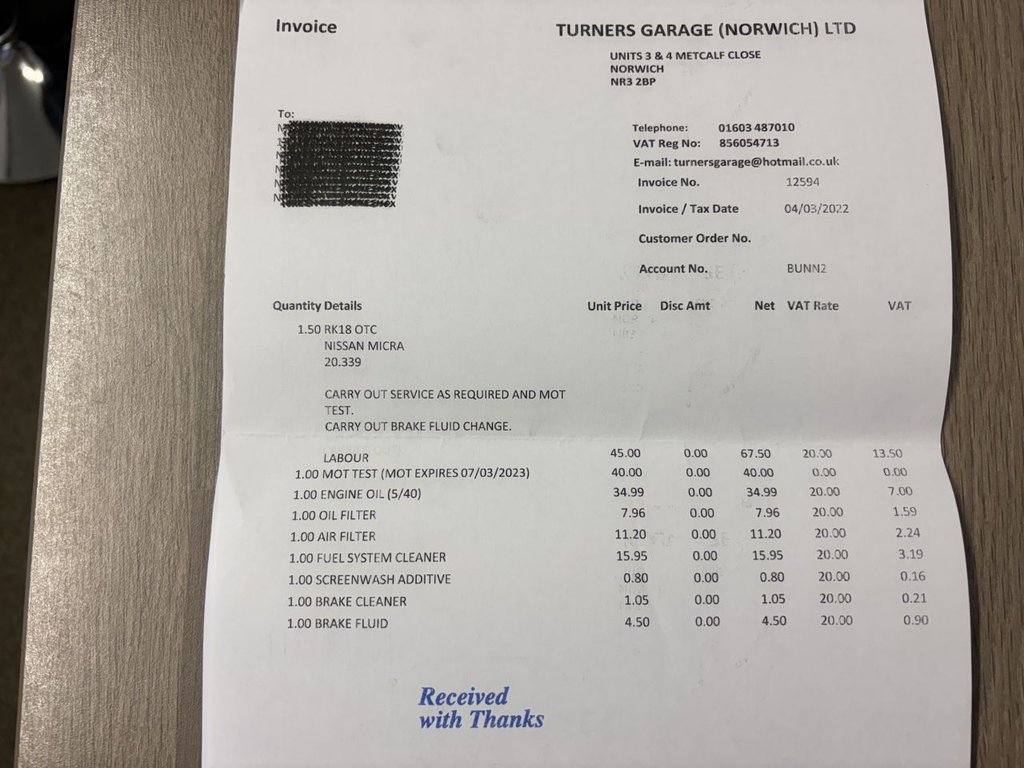 Invoice
TURNERS GARAGE (NORWICH) LTD
UNITS 3 & 4 METCALF CLOSE
NORWICH
NR3 2BP
To:
Telephone: 01603 487010
VAT Reg No: 856054713
E-mail: turnersgarage@hotmail.co.uk
Invoice No. 12594
Invoice / Tax Date 04/03/2022
Customer Order No.
Account No. BUNN2
Quantity Details Unit Price Disc Amt Net VAT Rate VAT
1.50 RK18 OTC
NISSAN MICRA
20.339
CARRY OUT SERVICE AS REQUIRED AND MOT
TEST.
CARRY OUT BRAKE FLUID CHANGE.
LABOUR 45.00 0.00 67.50 20.00 13.50
1.00 MOT TEST (MOT EXPIRES 07/03/2023) 40.00 0.00 40.00 0.00 0.00
1.00 ENGINE OIL (5/40) 34.99 0.00 34.99 20.00 7.00
1.00 OIL FILTER 7.96 0.00 7.96 20.00 1.59
1.00 AIR FILTER 11.20 0.00 11.20 20.00 2.24
1.00 FUEL SYSTEM CLEANER 15.95 0.00 15.95 20.00 3.19
1.00 SCREENWASH ADDITIVE 0.80 0.00 0.80 20.00 0.16
1.00 BRAKE CLEANER 1.05 0.00 1.05 20.00 0.21
1.00 BRAKE FLUID 4.50 0.00 4.50 20.00 0.90
Received
with Thanks